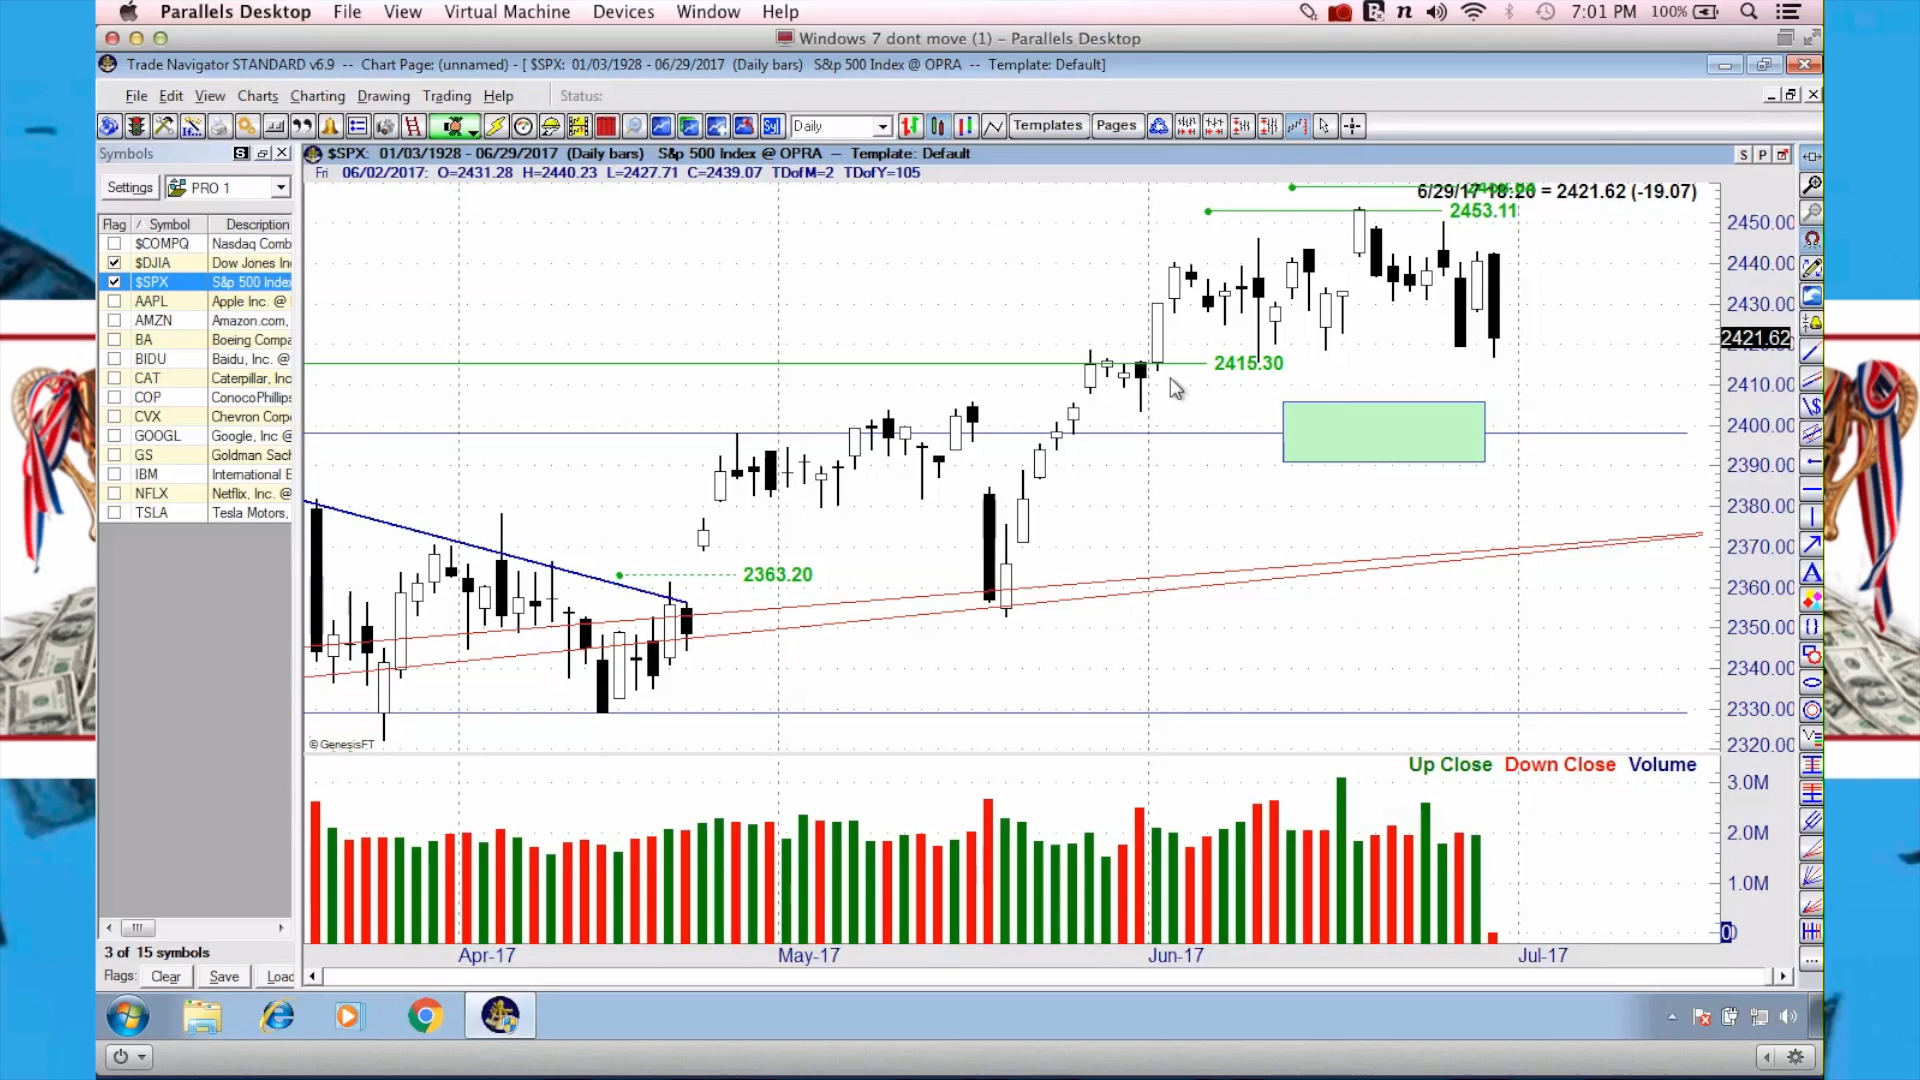 Parallels Desktop File View Virtual Machine Devices Window Help 7:01 PM 100%
Windows 7 dont move (1) – Parallels Desktop
Trade Navigator STANDARD v6.9 -- Chart Page: (unnamed) - [ $SPX: 01/03/1928 - 06/29/2017 (Daily bars) S&p 500 Index @ OPRA -- Template: Default]
File Edit View Charts Charting Drawing Trading Help Status:
Daily Templates Pages
Symbols S
$SPX: 01/03/1928 - 06/29/2017 (Daily bars) S&p 500 Index @ OPRA -- Template: Default S P
Fri 06/02/2017: O=2431.28 H=2440.23 L=2427.71 C=2439.07 TDofM=2 TDofY=105
Settings PRO 1
Flag Symbol Description
$COMPQ Nasdaq Comb
$DJIA Dow Jones In
$SPX S&p 500 Index
AAPL Apple Inc. @
AMZN Amazon.com,
BA Boeing Compa
BIDU Baidu, Inc. @
CAT Caterpillar, Inc
COP ConocoPhillips
CVX Chevron Corp
GOOGL Google, Inc @
GS Goldman Sach
IBM International B
NFLX Netflix, Inc. @
TSLA Tesla Motors,
6/29/17 18:20 = 2421.62 (-19.07)
2453.11
2415.30
2363.20
2450.00
2440.00
2430.00
2421.62
2410.00
2400.00
2390.00
2380.00
2370.00
2360.00
2350.00
2340.00
2330.00
2320.00
© GenesisFT
Up Close Down Close Volume
3.0M
2.0M
1.0M
0
Apr-17 May-17 Jun-17 Jul-17
3 of 15 symbols
Flags: Clear Save Load